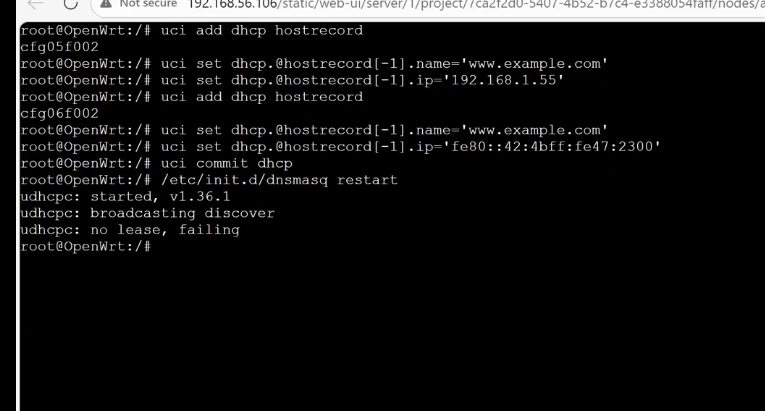 Not secure 192.168.56.106/static/web-ui/server/1/project/7ca2f2d0-5407-4b52-b7c4-e3388054faff/nodes/a
root@OpenWrt:/# uci add dhcp hostrecord
cfg05f002
root@OpenWrt:/# uci set dhcp.@hostrecord[-1].name='www.example.com'
root@OpenWrt:/# uci set dhcp.@hostrecord[-1].ip='192.168.1.55'
root@OpenWrt:/# uci add dhcp hostrecord
cfg06f002
root@OpenWrt:/# uci set dhcp.@hostrecord[-1].name='www.example.com'
root@OpenWrt:/# uci set dhcp.@hostrecord[-1].ip='fe80::42:4bff:fe47:2300'
root@OpenWrt:/# uci commit dhcp
root@OpenWrt:/# /etc/init.d/dnsmasq restart
udhcpc: started, v1.36.1
udhcpc: broadcasting discover
udhcpc: no lease, failing
root@OpenWrt:/#